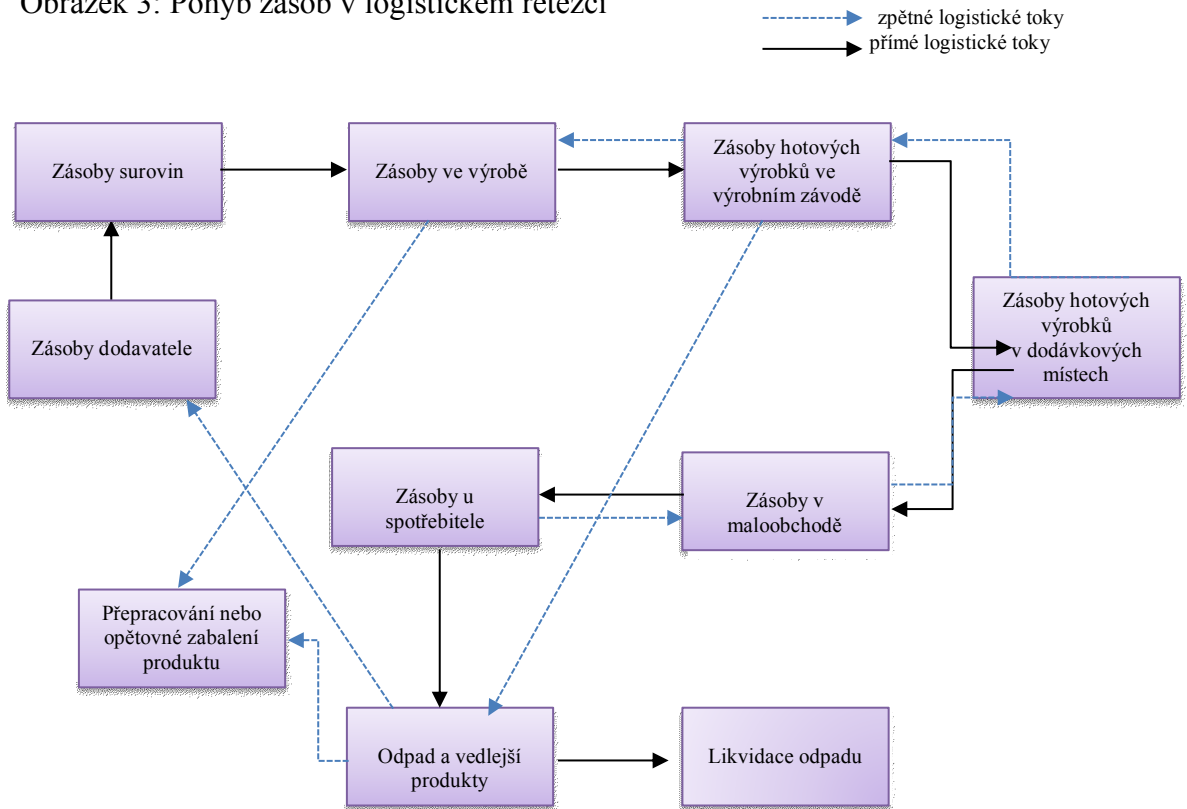 Obrázek 3: Pohyb zásob v logistickém řetězci
zpětné logistické toky
přímé logistické toky
Zásoby surovin
Zásoby ve výrobě
Zásoby hotových
výrobků ve
výrobním závodě
Zásoby dodavatele
Zásoby hotových
výrobků
v dodávkových
místech
Zásoby u
spotřebitele
Zásoby v
maloobchodě
Přepracování nebo
opětovné zabalení
produktu
Odpad a vedlejší
produkty
Likvidace odpadu